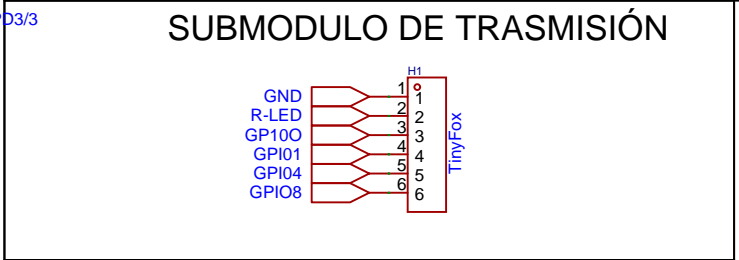 PD3/3
SUBMODULO DE TRASMISIÓN
H1
GND 1 1
R-LED 2 2
GP10O 3 3
GPI01 4 4
GPI04 5 5
GPIO8 6 6
TinyFox